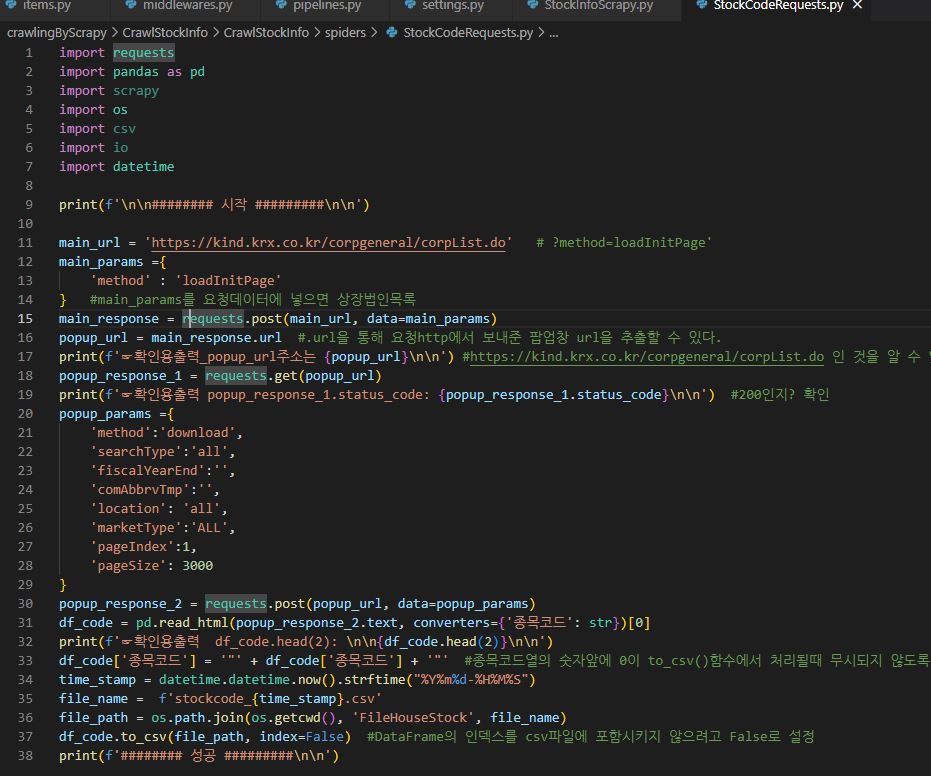 items.py middlewares.py pipelines.py settings.py StockInfoScrapy.py StockCodeRequests.py ×
crawlingByScrapy > CrawlStockInfo > CrawlStockInfo > spiders > StockCodeRequests.py > ...
1 import requests
2 import pandas as pd
3 import scrapy
4 import os
5 import csv
6 import io
7 import datetime
8
9 print(f'\n\n######## 시작 #########\n\n')
10
11 main_url = 'https://kind.krx.co.kr/corpgeneral/corpList.do'   # ?method=loadInitPage'
12 main_params ={
13     'method' : 'loadInitPage'
14 }   #main_params를 요청데이터에 넣으면 상장법인목록
15 main_response = requests.post(main_url, data=main_params)
16 popup_url = main_response.url  #.url을 통해 요청http에서 보내준 팝업창 url을 추출할 수 있다.
17 print(f'☞확인용출력_popup_url주소는 {popup_url}\n\n') #https://kind.krx.co.kr/corpgeneral/corpList.do 인 것을 알 수
18 popup_response_1 = requests.get(popup_url)
19 print(f'☞확인용출력 popup_response_1.status_code: {popup_response_1.status_code}\n\n')  #200인지? 확인
20 popup_params ={
21     'method':'download',
22     'searchType':'all',
23     'fiscalYearEnd':'',
24     'comAbbrvTmp':'',
25     'location': 'all',
26     'marketType':'ALL',
27     'pageIndex':1,
28     'pageSize': 3000
29 }
30 popup_response_2 = requests.post(popup_url, data=popup_params)
31 df_code = pd.read_html(popup_response_2.text, converters={'종목코드': str})[0]
32 print(f'☞확인용출력  df_code.head(2): \n\n{df_code.head(2)}\n\n')
33 df_code['종목코드'] = '"' + df_code['종목코드'] + '"'  #종목코드열의 숫자앞에 0이 to_csv()함수에서 처리될때 무시되지 않도록
34 time_stamp = datetime.datetime.now().strftime("%Y%m%d-%H%M%S")
35 file_name =  f'stockcode_{time_stamp}.csv'
36 file_path = os.path.join(os.getcwd(), 'FileHouseStock', file_name)
37 df_code.to_csv(file_path, index=False)  #DataFrame의 인덱스를 csv파일에 포함시키지 않으려고 False로 설정
38 print(f'######## 성공 #########\n\n')